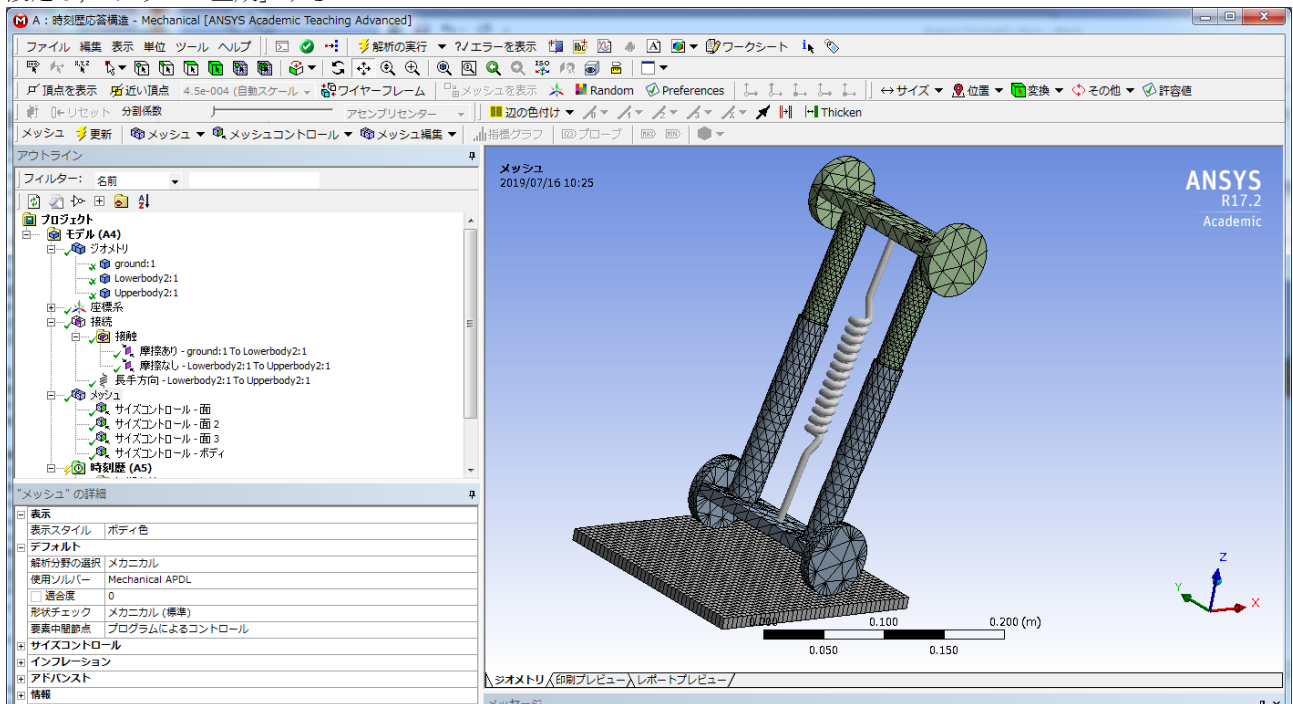 A : 時刻歴応答構造 - Mechanical [ANSYS Academic Teaching Advanced]
ファイル 編集 表示 単位 ツール ヘルプ 解析の実行 ?/エラーを表示 ワークシート
頂点を表示 近い頂点 4.5e-004 (自動スケール ワイヤーフレーム メッシュを表示 Random Preferences サイズ 位置 変換 その他 許容値
リセット 分割係数 アセンブリセンター 辺の色付け Thicken
メッシュ 更新 メッシュ メッシュコントロール メッシュ編集 指標グラフ プローブ
アウトライン
フィルター: 名前
プロジェクト
モデル (A4)
ジオメトリ
ground:1
Lowerbody2:1
Upperbody2:1
座標系
接続
接触
摩擦あり - ground:1 To Lowerbody2:1
摩擦なし - Lowerbody2:1 To Upperbody2:1
長手方向 - Lowerbody2:1 To Upperbody2:1
メッシュ
サイズコントロール - 面
サイズコントロール - 面 2
サイズコントロール - 面 3
サイズコントロール - ボディ
時刻歴 (A5)
"メッシュ" の詳細
表示
表示スタイル ボディ色
デフォルト
解析分野の選択 メカニカル
使用ソルバー Mechanical APDL
適合度 0
形状チェック メカニカル (標準)
要素中間節点 プログラムによるコントロール
サイズコントロール
インフレーション
アドバンスト
情報
メッシュ
2019/07/16 10:25
ANSYS
R17.2
Academic
Z
Y
X
0.000 0.100 0.200 (m)
0.050 0.150
ジオメトリ 印刷プレビュー レポートプレビュー
メッセージ